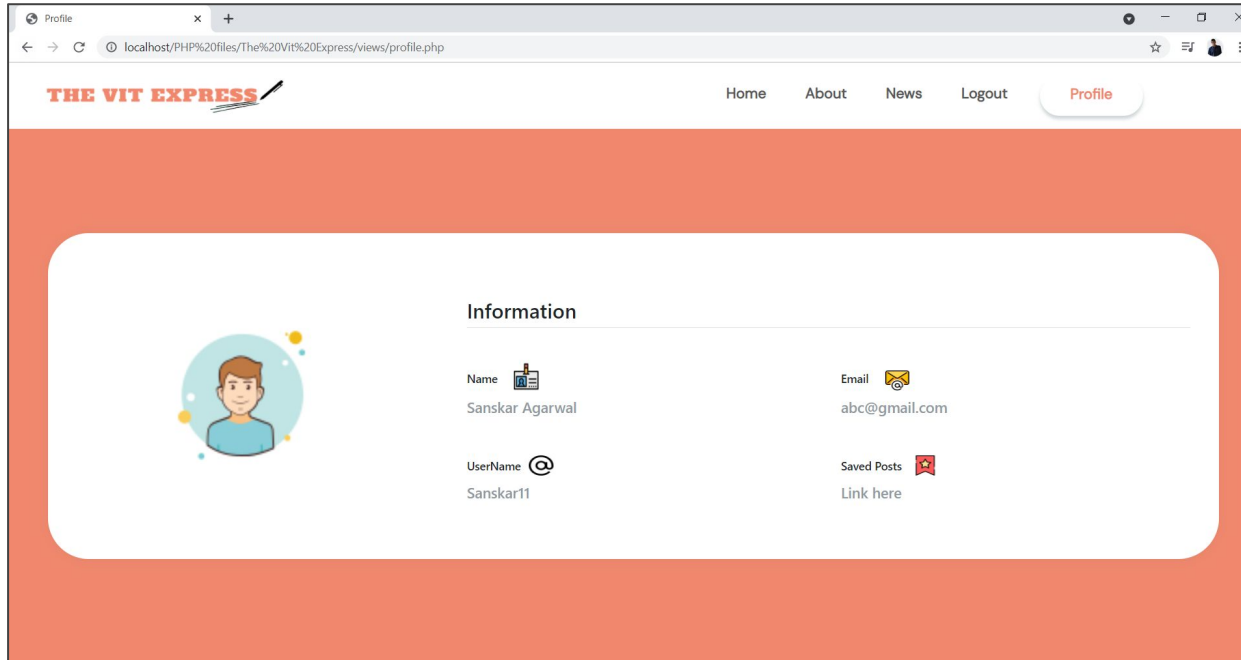 Profile
localhost/PHP%20files/The%20Vit%20Express/views/profile.php
THE VIT EXPRESS
Home About News Logout Profile
Information
Name
Email
Sanskar Agarwal
abc@gmail.com
UserName
Saved Posts
Sanskar11
Link here